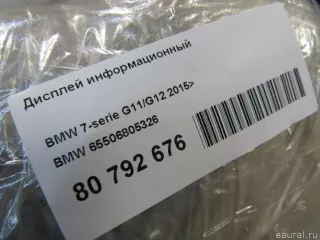 Дисплей информационный
BMW 7-serie G11/G12 2015>
BMW 65506805326
80 792 676
eaural.ru